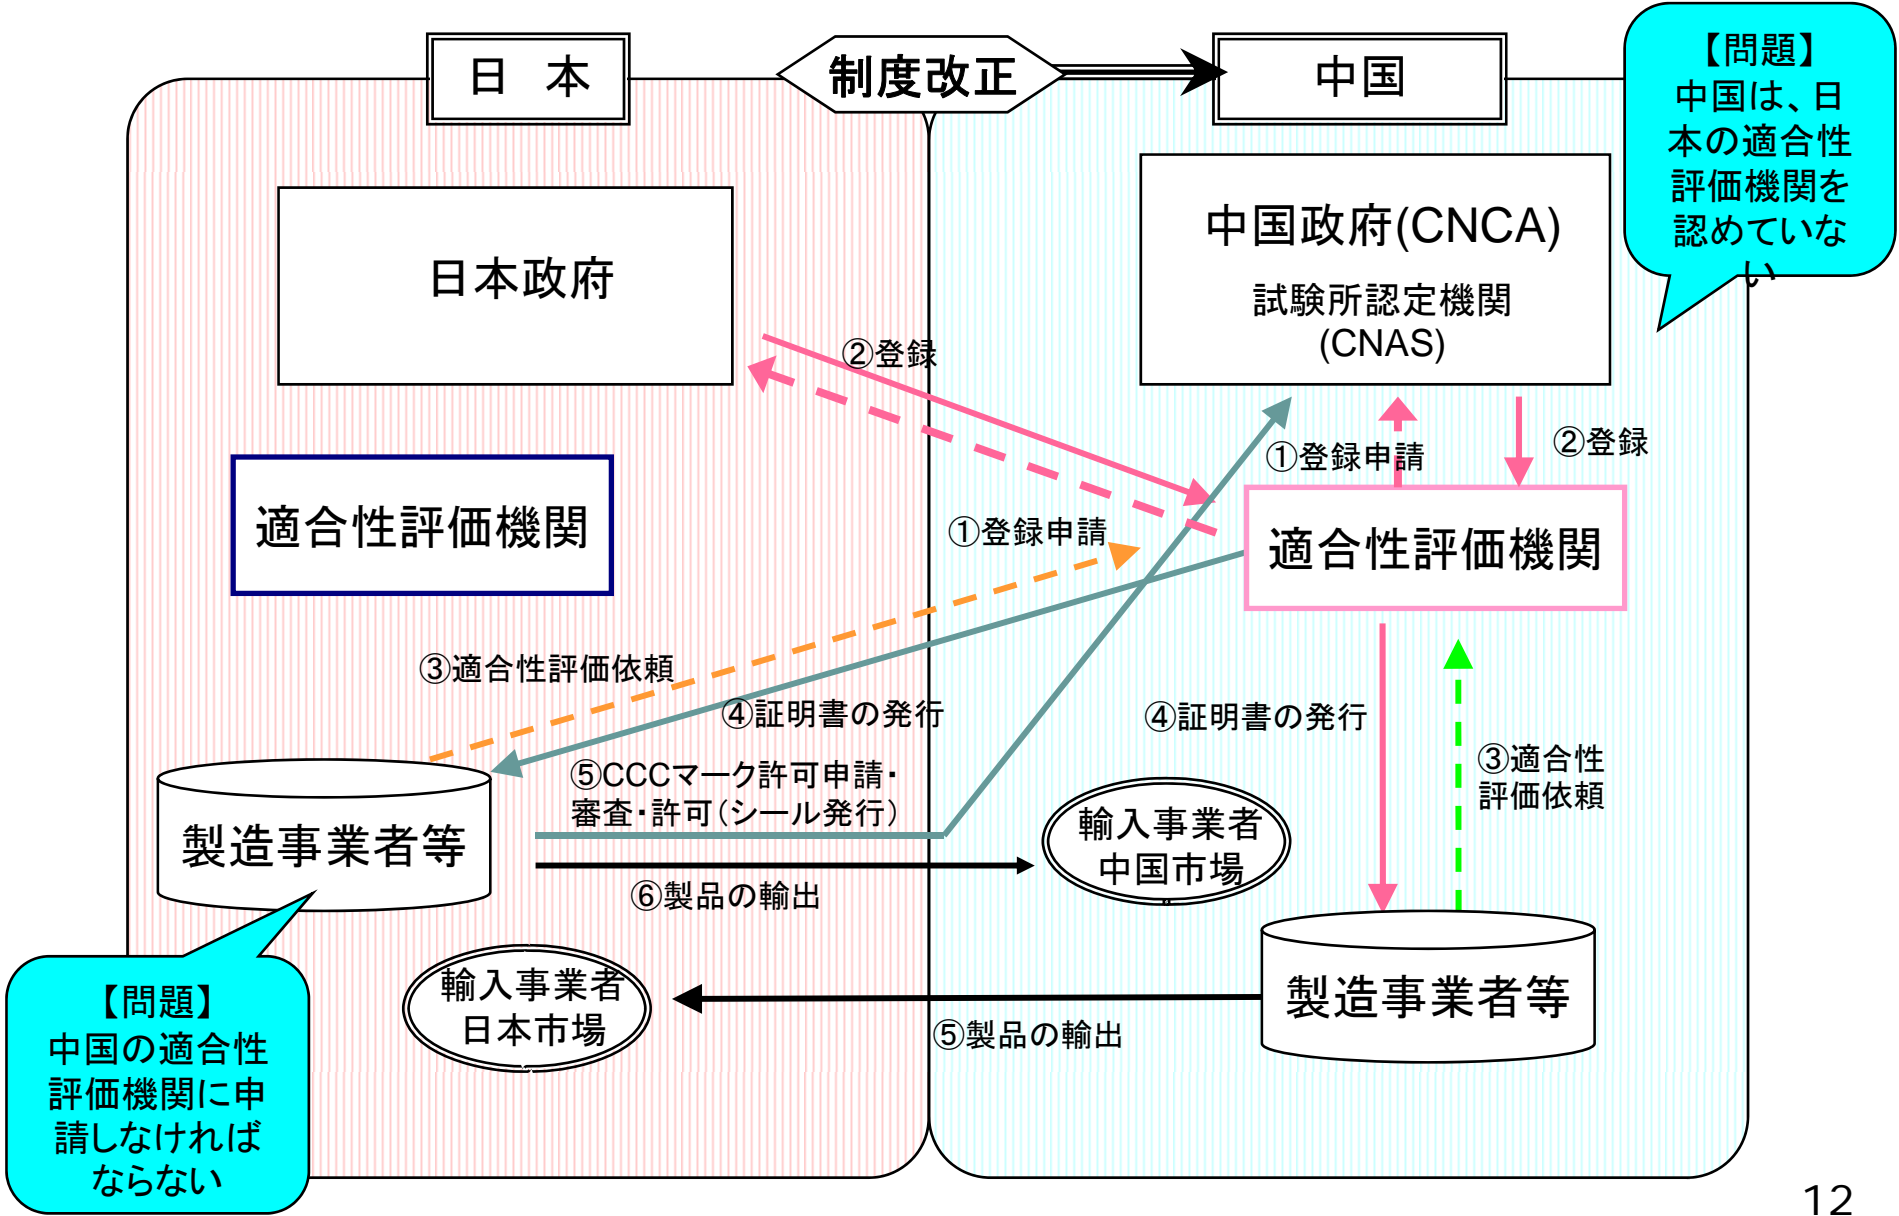 日 本
制度改正
中国
【問題】
中国は、日
本の適合性
評価機関を
認めていな
い
日本政府
中国政府(CNCA)
試験所認定機関
(CNAS)
②登録
①登録申請
②登録
適合性評価機関
①登録申請
適合性評価機関
③適合性評価依頼
④証明書の発行
④証明書の発行
③適合性
評価依頼
⑤CCCマーク許可申請・
審査・許可(シール発行)
製造事業者等
輸入事業者
中国市場
⑥製品の輸出
輸入事業者
日本市場
製造事業者等
⑤製品の輸出
【問題】
中国の適合性
評価機関に申
請しなければ
ならない
12